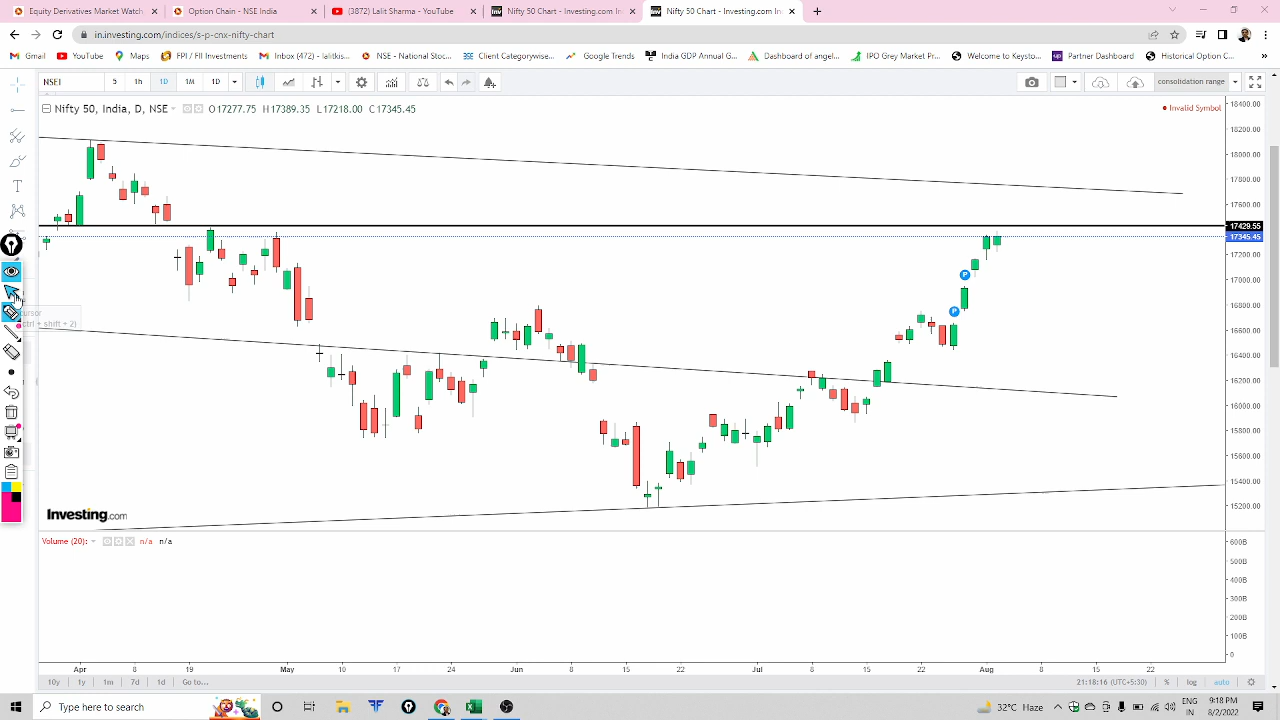 Equity Derivatives Market Watch
Option Chain - NSE India
(3872) Lalit Sharma - YouTube
Nifty 50 Chart - Investing.com In
Nifty 50 Chart - Investing.com In
in.investing.com/indices/s-p-cnx-nifty-chart
Gmail
YouTube
Maps
FPI / FII Investments
Inbox (472) - lalitkis...
NSE - National Stoc...
Client Categorywise...
Google Trends
India GDP Annual G...
Dashboard of angel...
IPO Grey Market Pr...
Welcome to Keysto...
Partner Dashboard
Historical Option C...
NSEI
5
1h
1D
1M
1D
consolidation range
Nifty 50, India, D, NSE
O17277.75 H17389.35 L17218.00 C17345.45
Invalid Symbol
18400.00
18200.00
18000.00
17800.00
17600.00
17429.55
17345.45
17200.00
17000.00
16800.00
16600.00
16400.00
16200.00
16000.00
15800.00
15600.00
15400.00
15200.00
P
P
ctrl + shift + 2)
Investing.com
Volume (20):
n/a n/a
600B
500B
400B
300B
200B
100B
0
Apr
8
19
May
10
17
24
Jun
8
15
22
Jul
8
15
22
Aug
8
15
22
10y
1y
1m
7d
1d
Go to...
21:18:16 (UTC+5:30)
%
log
auto
Type here to search
32°C Haze
ENG
IN
9:18 PM
8/2/2022